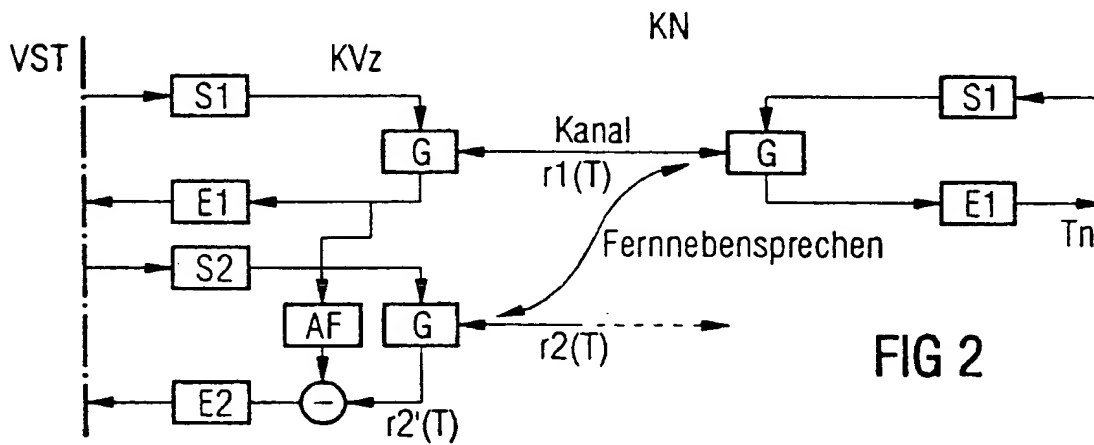 KN
VST
KVz
S1
S1
Kanal
G
G
r1(T)
E1
E1
Tn
Fernnebensprechen
S2
AF
G
r2(T)
FIG 2
E2
−
r2'(T)